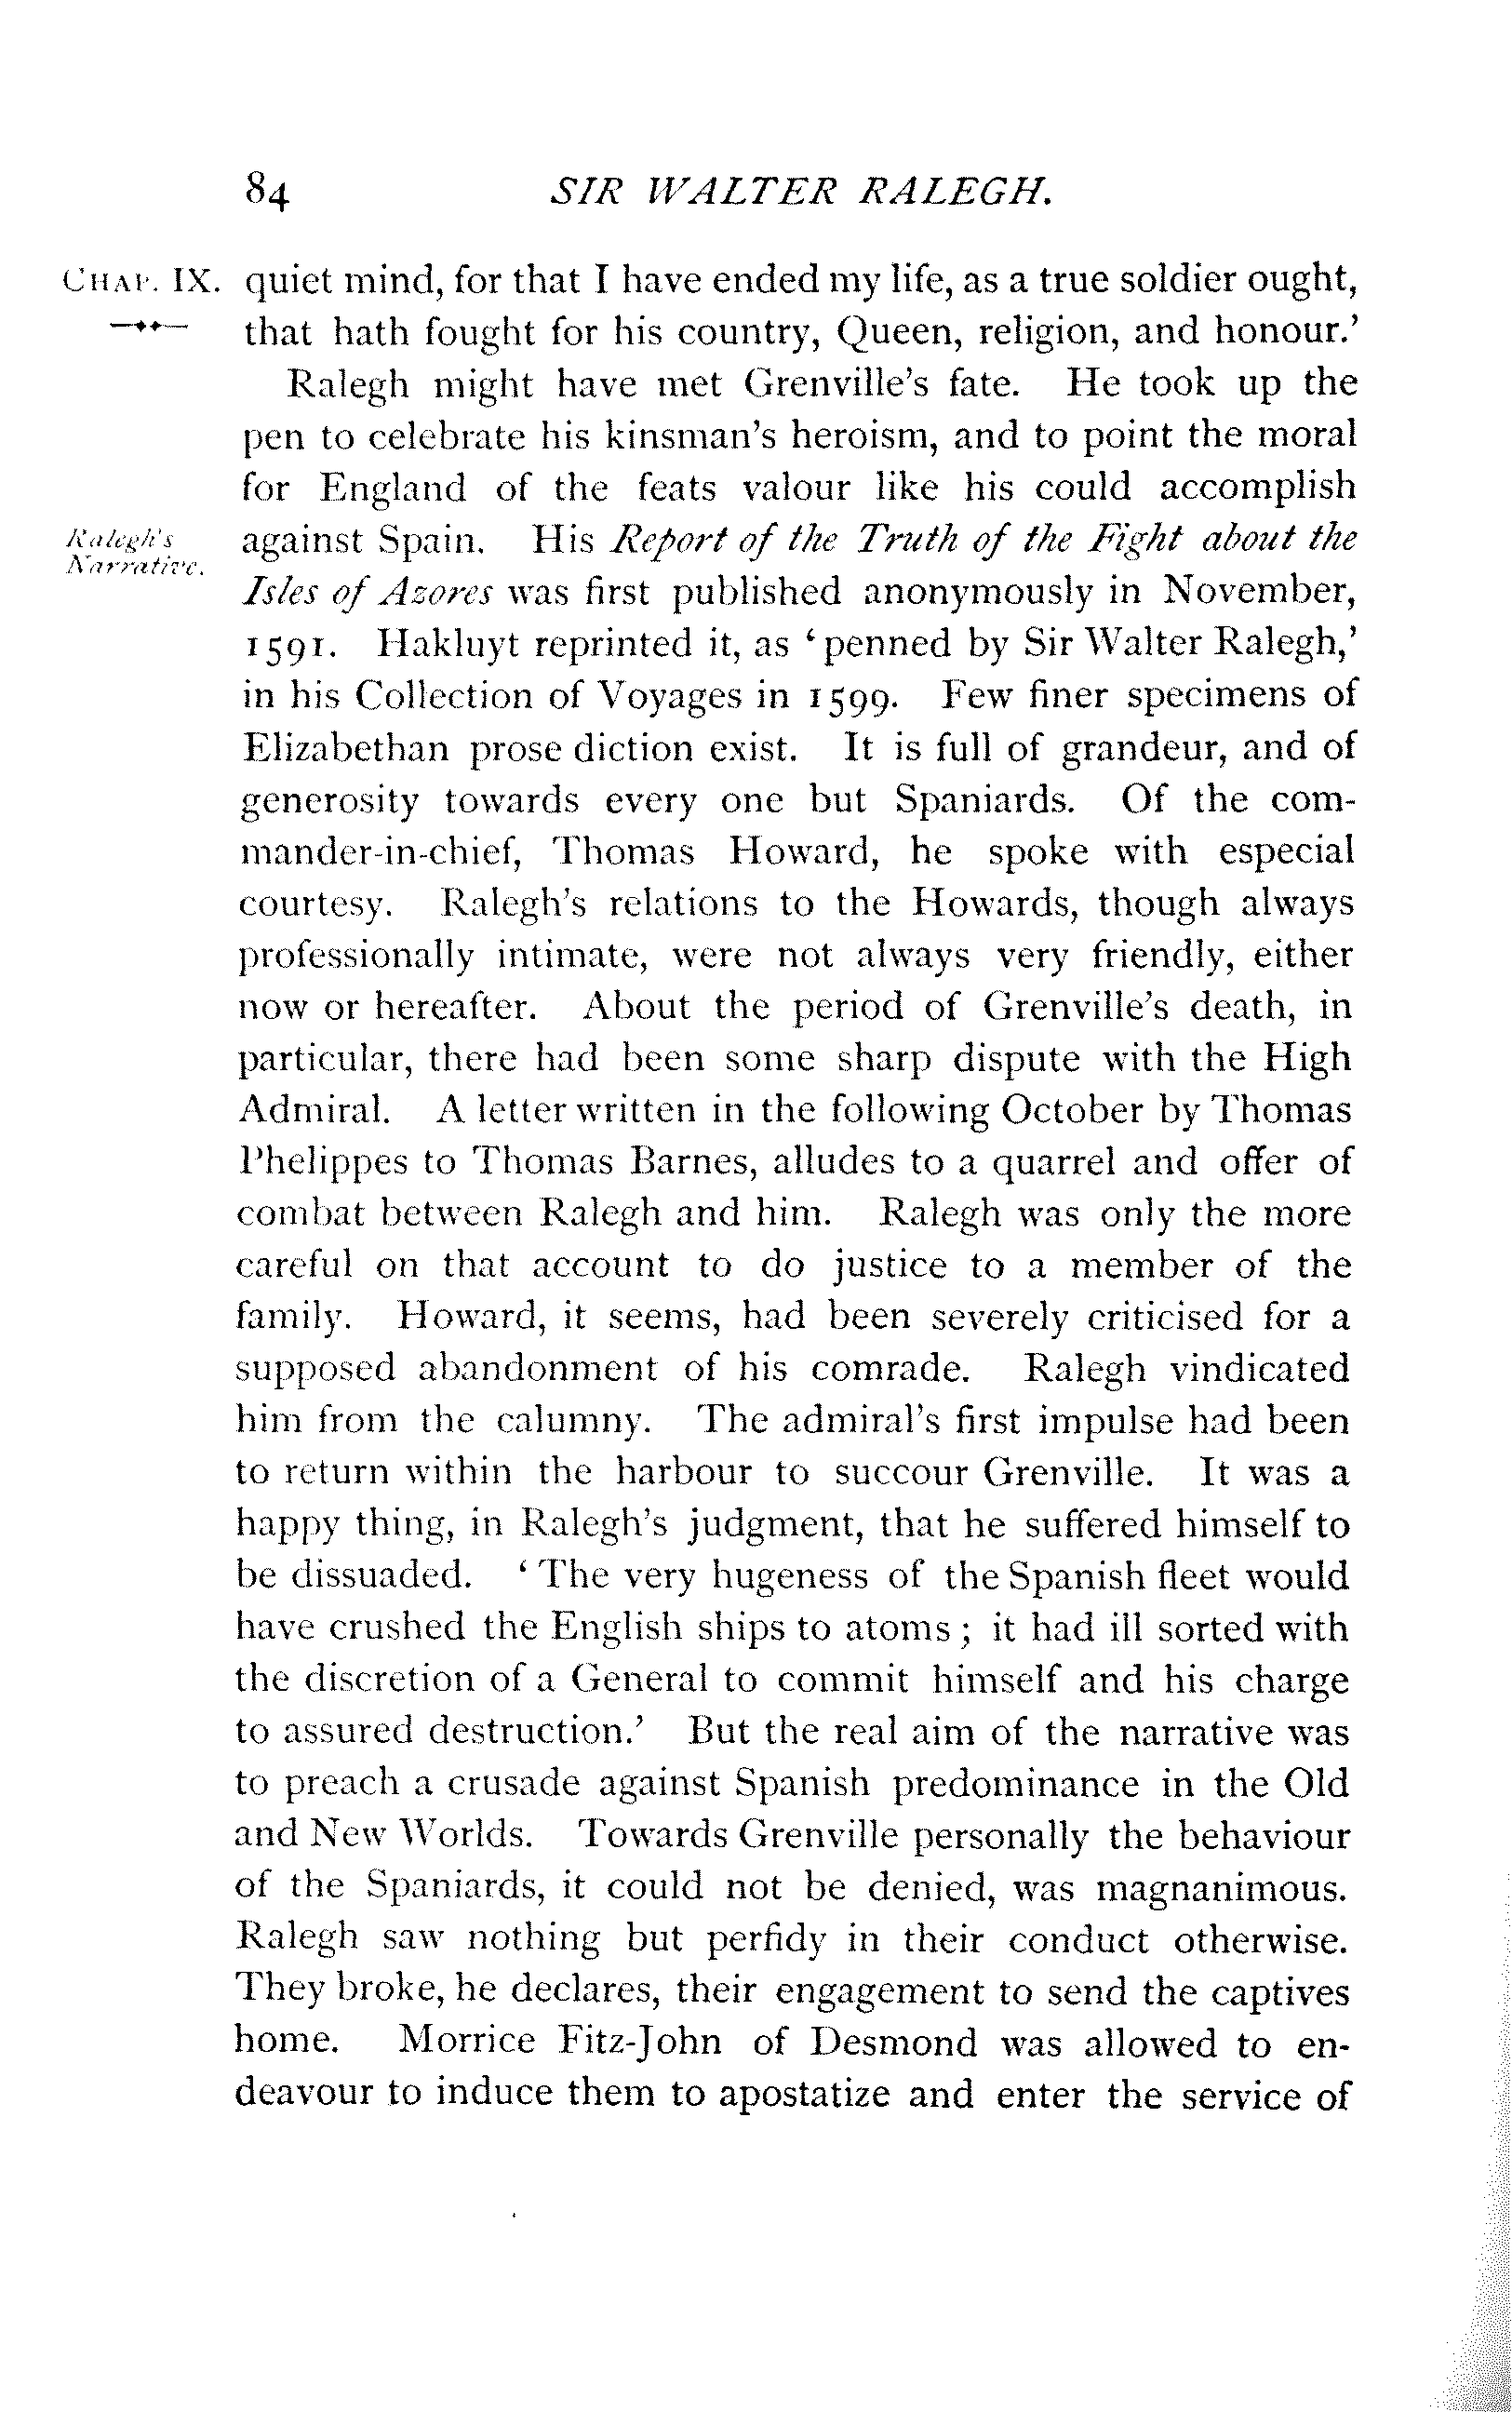 84 SIR WALTER RALEGH.
CHAP. IX. quiet mind, for that I have ended my life, as a true soldier ought,
that hath fought for his country, Queen, religion, and honour.’
Ralegh might have met Grenville’s fate. He took up the
pen to celebrate his kinsman’s heroism, and to point the moral
for England of the feats valour like his could accomplish
Ralegh’s
Narrative.
against Spain. His Report of the Truth of the Fight about the
Isles of Azores was first published anonymously in November,
1591. Hakluyt reprinted it, as ‘penned by Sir Walter Ralegh,’
in his Collection of Voyages in 1599. Few finer specimens of
Elizabethan prose diction exist. It is full of grandeur, and of
generosity towards every one but Spaniards. Of the com-
mander-in-chief, Thomas Howard, he spoke with especial
courtesy. Ralegh’s relations to the Howards, though always
professionally intimate, were not always very friendly, either
now or hereafter. About the period of Grenville’s death, in
particular, there had been some sharp dispute with the High
Admiral. A letter written in the following October by Thomas
Phelippes to Thomas Barnes, alludes to a quarrel and offer of
combat between Ralegh and him. Ralegh was only the more
careful on that account to do justice to a member of the
family. Howard, it seems, had been severely criticised for a
supposed abandonment of his comrade. Ralegh vindicated
him from the calumny. The admiral’s first impulse had been
to return within the harbour to succour Grenville. It was a
happy thing, in Ralegh’s judgment, that he suffered himself to
be dissuaded. ‘The very hugeness of the Spanish fleet would
have crushed the English ships to atoms; it had ill sorted with
the discretion of a General to commit himself and his charge
to assured destruction.’ But the real aim of the narrative was
to preach a crusade against Spanish predominance in the Old
and New Worlds. Towards Grenville personally the behaviour
of the Spaniards, it could not be denied, was magnanimous.
Ralegh saw nothing but perfidy in their conduct otherwise.
They broke, he declares, their engagement to send the captives
home. Morrice Fitz-John of Desmond was allowed to en-
deavour to induce them to apostatize and enter the service of